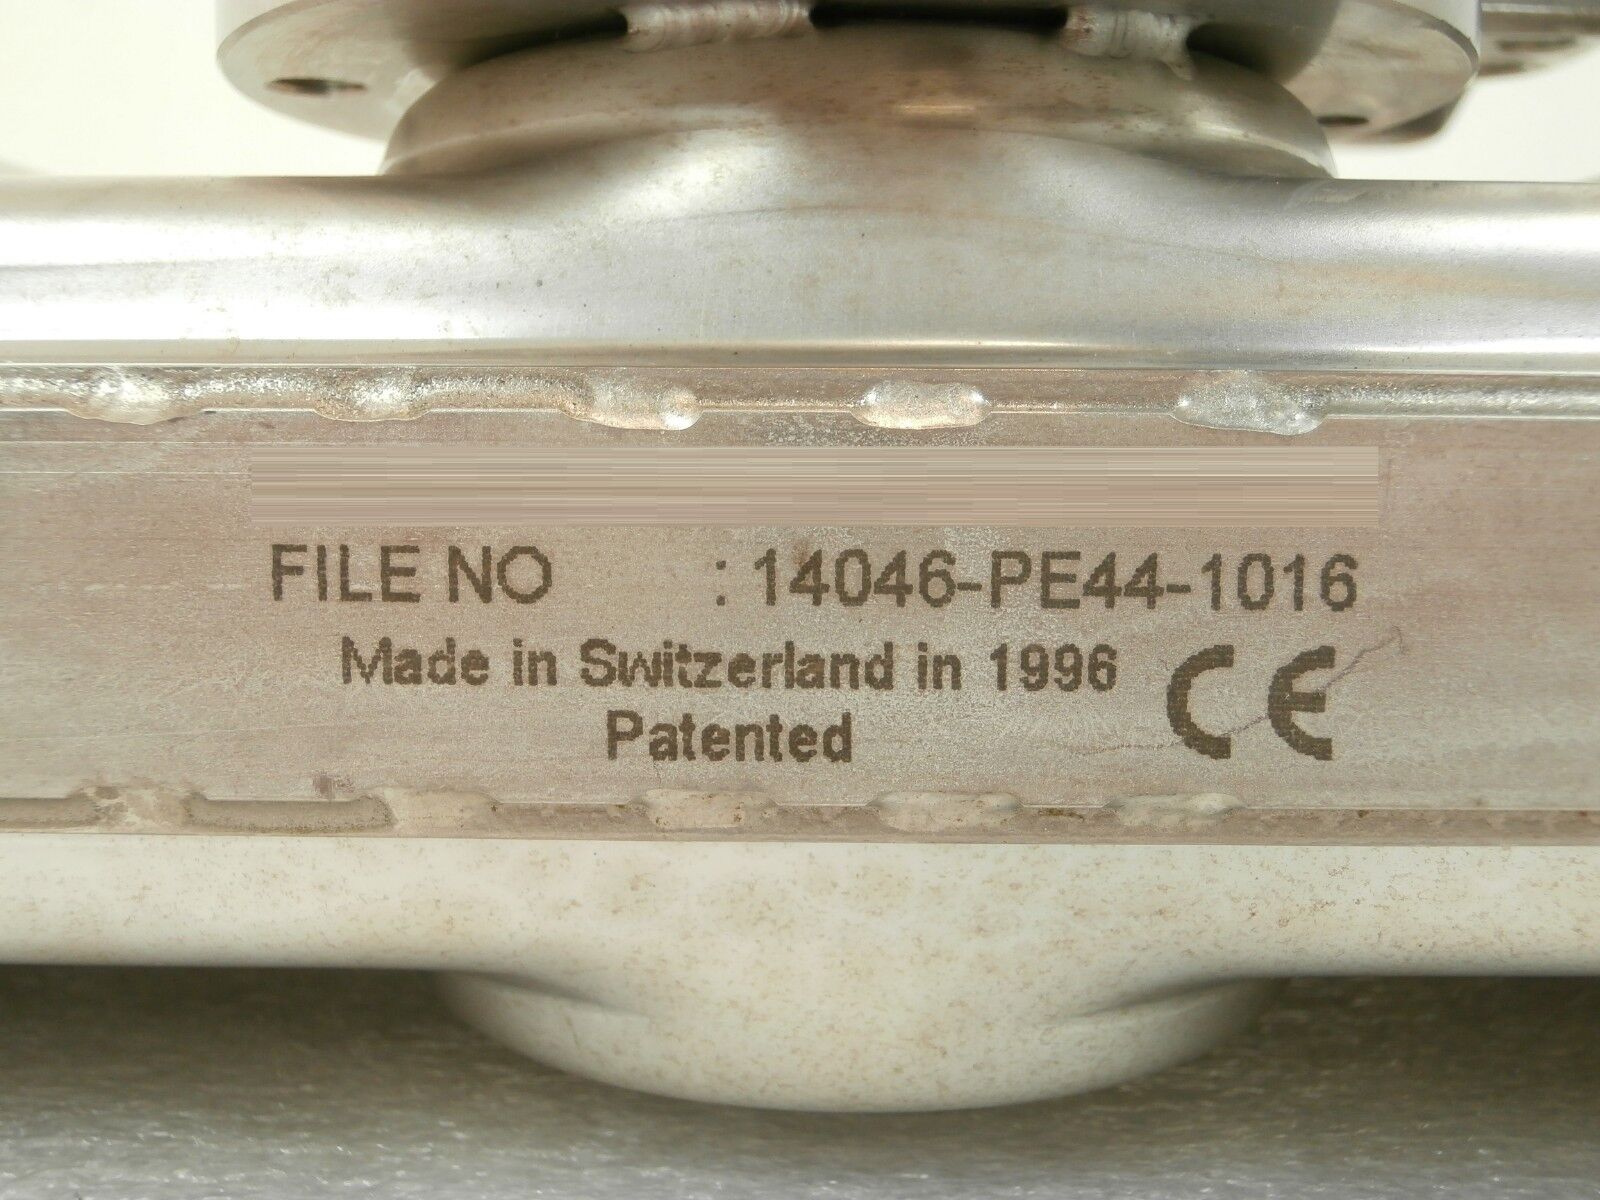 FILE NO : 14046-PE44-1016
Made in Switzerland in 1996
Patented
CE